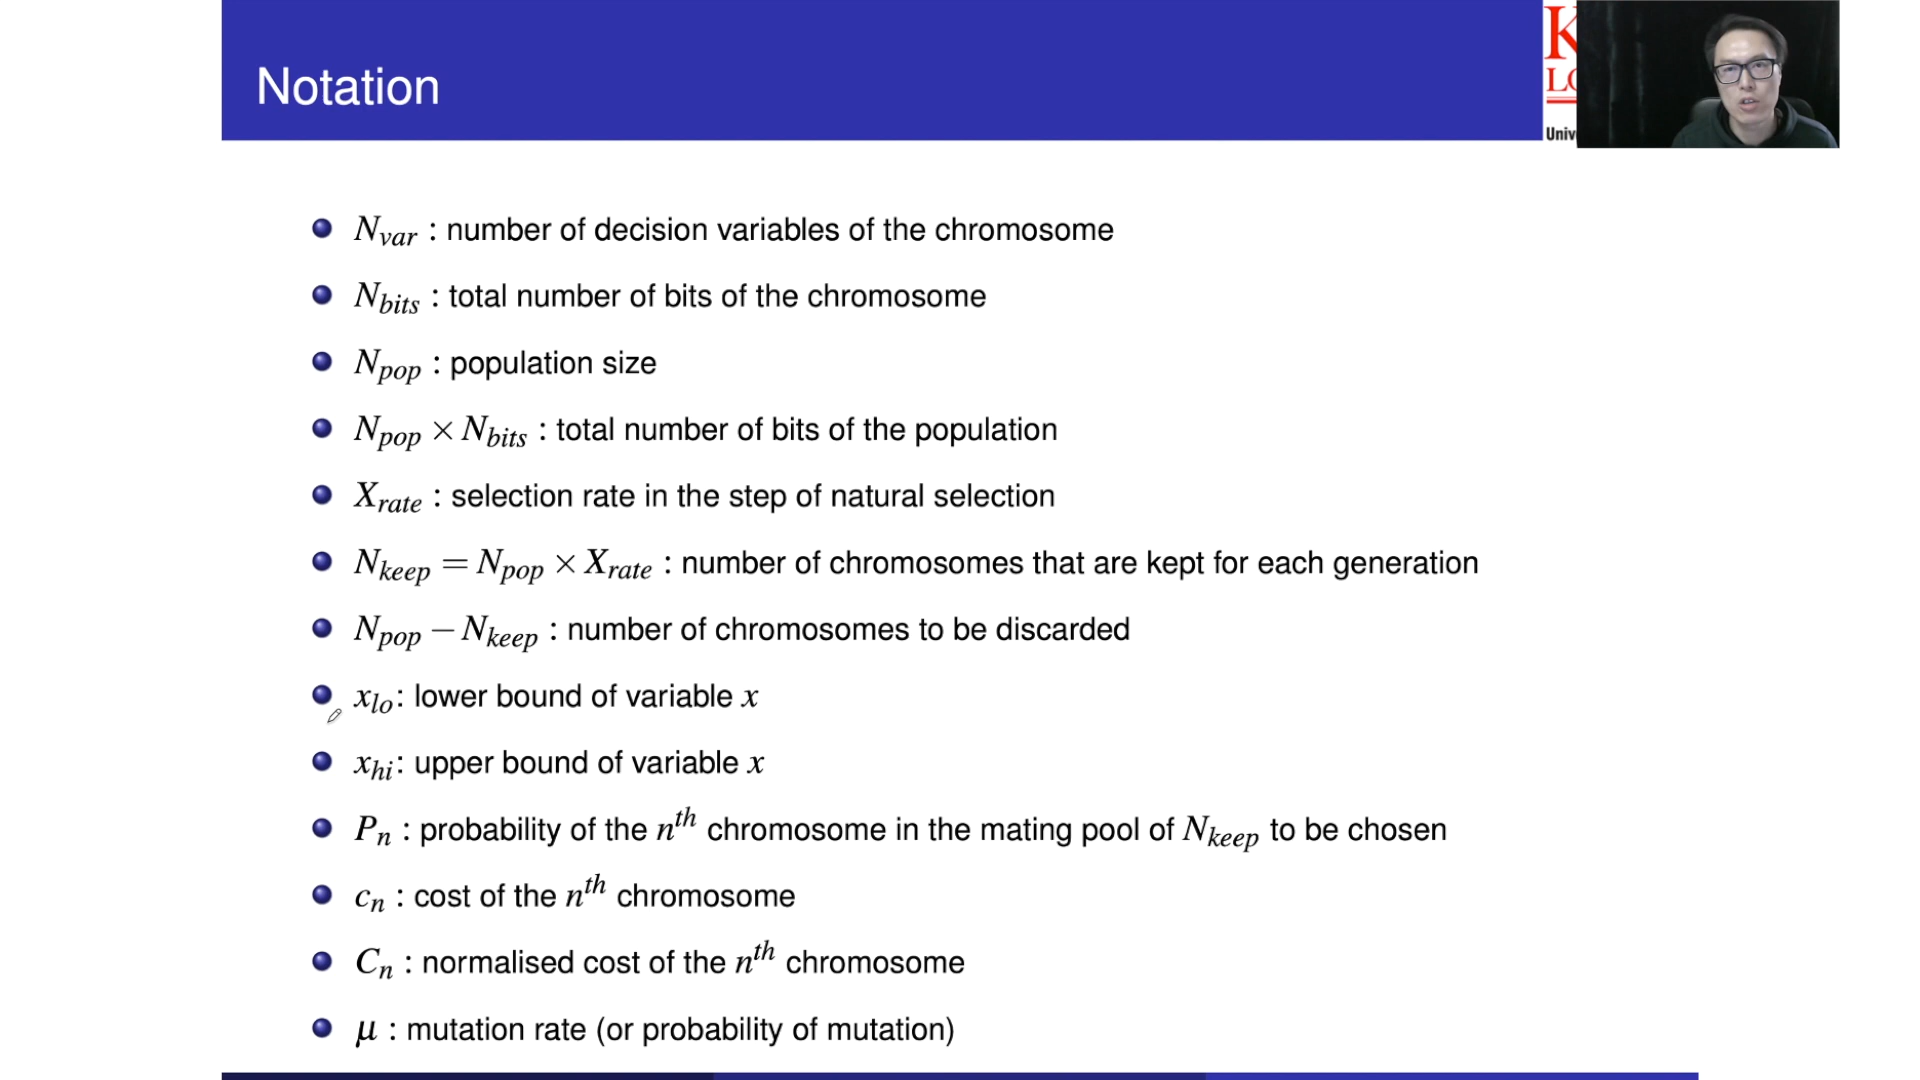 Notation
K
LO
Univ
N_var : number of decision variables of the chromosome
N_bits : total number of bits of the chromosome
N_pop : population size
N_pop × N_bits : total number of bits of the population
X_rate : selection rate in the step of natural selection
N_keep = N_pop × X_rate : number of chromosomes that are kept for each generation
N_pop − N_keep : number of chromosomes to be discarded
x_lo: lower bound of variable x
x_hi: upper bound of variable x
P_n : probability of the n^th chromosome in the mating pool of N_keep to be chosen
c_n : cost of the n^th chromosome
C_n : normalised cost of the n^th chromosome
μ : mutation rate (or probability of mutation)